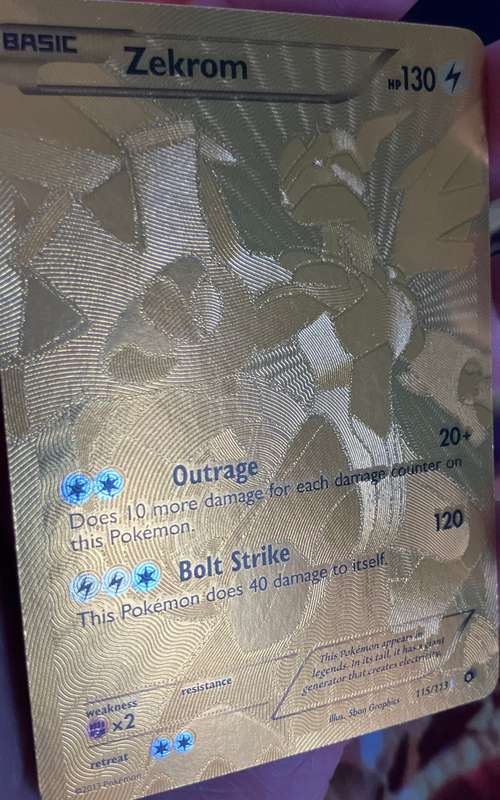 BASIC
Zekrom
HP130
20+
Outrage
Does 10 more damage for each damage counter on
this Pokémon.
120
Bolt Strike
This Pokémon does 40 damage to itself.
This Pokémon appears in
legends. In its tail, it has a giant
generator that creates electricity.
weakness
resistance
×2
Illus. 5ban Graphics
115/113
retreat
©2013 Pokémon